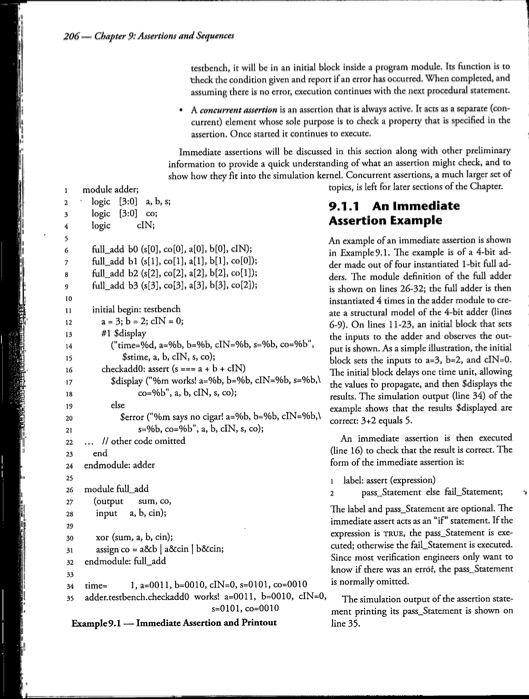 206 — Chapter 9: Assertions and Sequences
testbench, it will be in an initial block inside a program module. Its function is to
check the condition given and report if an error has occurred. When completed, and
assuming there is no error, execution continues with the next procedural statement.
• A concurrent assertion is an assertion that is always active. It acts as a separate (con-
current) element whose sole purpose is to check a property that is specified in the
assertion. Once started it continues to execute.
Immediate assertions will be discussed in this section along with other preliminary
information to provide a quick understanding of what an assertion might check, and to
show how they fit into the simulation kernel. Concurrent assertions, a much larger set of
topics, is left for later sections of the Chapter.
1 module adder;
2 logic [3:0] a, b, s;
3 logic [3:0] co;
4 logic cIN;
5
6 full_add b0 (s[0], co[0], a[0], b[0], cIN);
7 full_add b1 (s[1], co[1], a[1], b[1], co[0]);
8 full_add b2 (s[2], co[2], a[2], b[2], co[1]);
9 full_add b3 (s[3], co[3], a[3], b[3], co[2]);
10
11 initial begin: testbench
12 a = 3; b = 2; cIN = 0;
13 #1 $display
14 ("time=%d, a=%b, b=%b, cIN=%b, s=%b, co=%b",
15 $stime, a, b, cIN, s, co);
16 checkadd0: assert (s === a + b + cIN)
17 $display ("%m works! a=%b, b=%b, cIN=%b, s=%b,\
18 co=%b", a, b, cIN, s, co);
19 else
20 $error ("%m says no cigar! a=%b, b=%b, cIN=%b,\
21 s=%b, co=%b", a, b, cIN, s, co);
22 ... // other code omitted
23 end
24 endmodule: adder
25
26 module full_add
27 (output sum, co,
28 input a, b, cin);
29
30 xor (sum, a, b, cin);
31 assign co = a&b | a&cin | b&cin;
32 endmodule: full_add
33
34 time= 1, a=0011, b=0010, cIN=0, s=0101, co=0010
35 adder.testbench.checkadd0 works! a=0011, b=0010, cIN=0,
s=0101, co=0010
Example 9.1 — Immediate Assertion and Printout
9.1.1 An Immediate
Assertion Example
An example of an immediate assertion is shown
in Example 9.1. The example is of a 4-bit ad-
der made out of four instantiated 1-bit full ad-
ders. The module definition of the full adder
is shown on lines 26-32; the full adder is then
instantiated 4 times in the adder module to cre-
ate a structural model of the 4-bit adder (lines
6-9). On lines 11-23, an initial block that sets
the inputs to the adder and observes the out-
put is shown. As a simple illustration, the initial
block sets the inputs to a=3, b=2, and cIN=0.
The initial block delays one time unit, allowing
the values to propagate, and then $displays the
results. The simulation output (line 34) of the
example shows that the results $displayed are
correct: 3+2 equals 5.
An immediate assertion is then executed
(line 16) to check that the result is correct. The
form of the immediate assertion is:
1 label: assert (expression)
2 pass_Statement else fail_Statement;
The label and pass_Statement are optional. The
immediate assert acts as an "if" statement. If the
expression is TRUE, the pass_Statement is exe-
cuted; otherwise the fail_Statement is executed.
Since most verification engineers only want to
know if there was an error, the pass_Statement
is normally omitted.
The simulation output of the assertion state-
ment printing its pass_Statement is shown on
line 35.